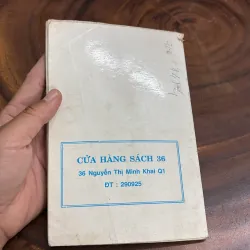 CỬA HÀNG SÁCH 36
36 Nguyễn Thị Minh Khai Q1
ĐT : 290925